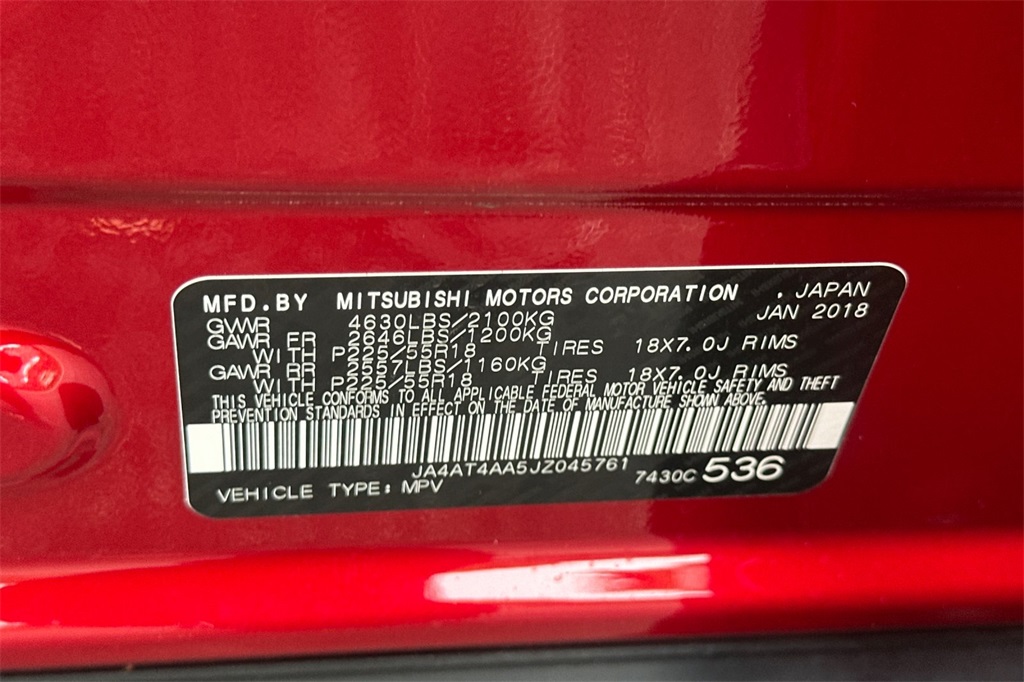 MFD.BY MITSUBISHI MOTORS CORPORATION . JAPAN
JAN 2018
GVWR 4630LBS/2100KG
GAWR FR 2646LBS/1200KG
WITH P225/55R18 TIRES 18X7.0J RIMS
GAWR RR 2557LBS/1160KG
WITH P225/55R18 TIRES 18X7.0J RIMS
THIS VEHICLE CONFORMS TO ALL APPLICABLE FEDERAL MOTOR VEHICLE SAFETY AND THEFT
PREVENTION STANDARDS IN EFFECT ON THE DATE OF MANUFACTURE SHOWN ABOVE.
JA4AT4AA5JZ045761
VEHICLE TYPE: MPV 7430C 536